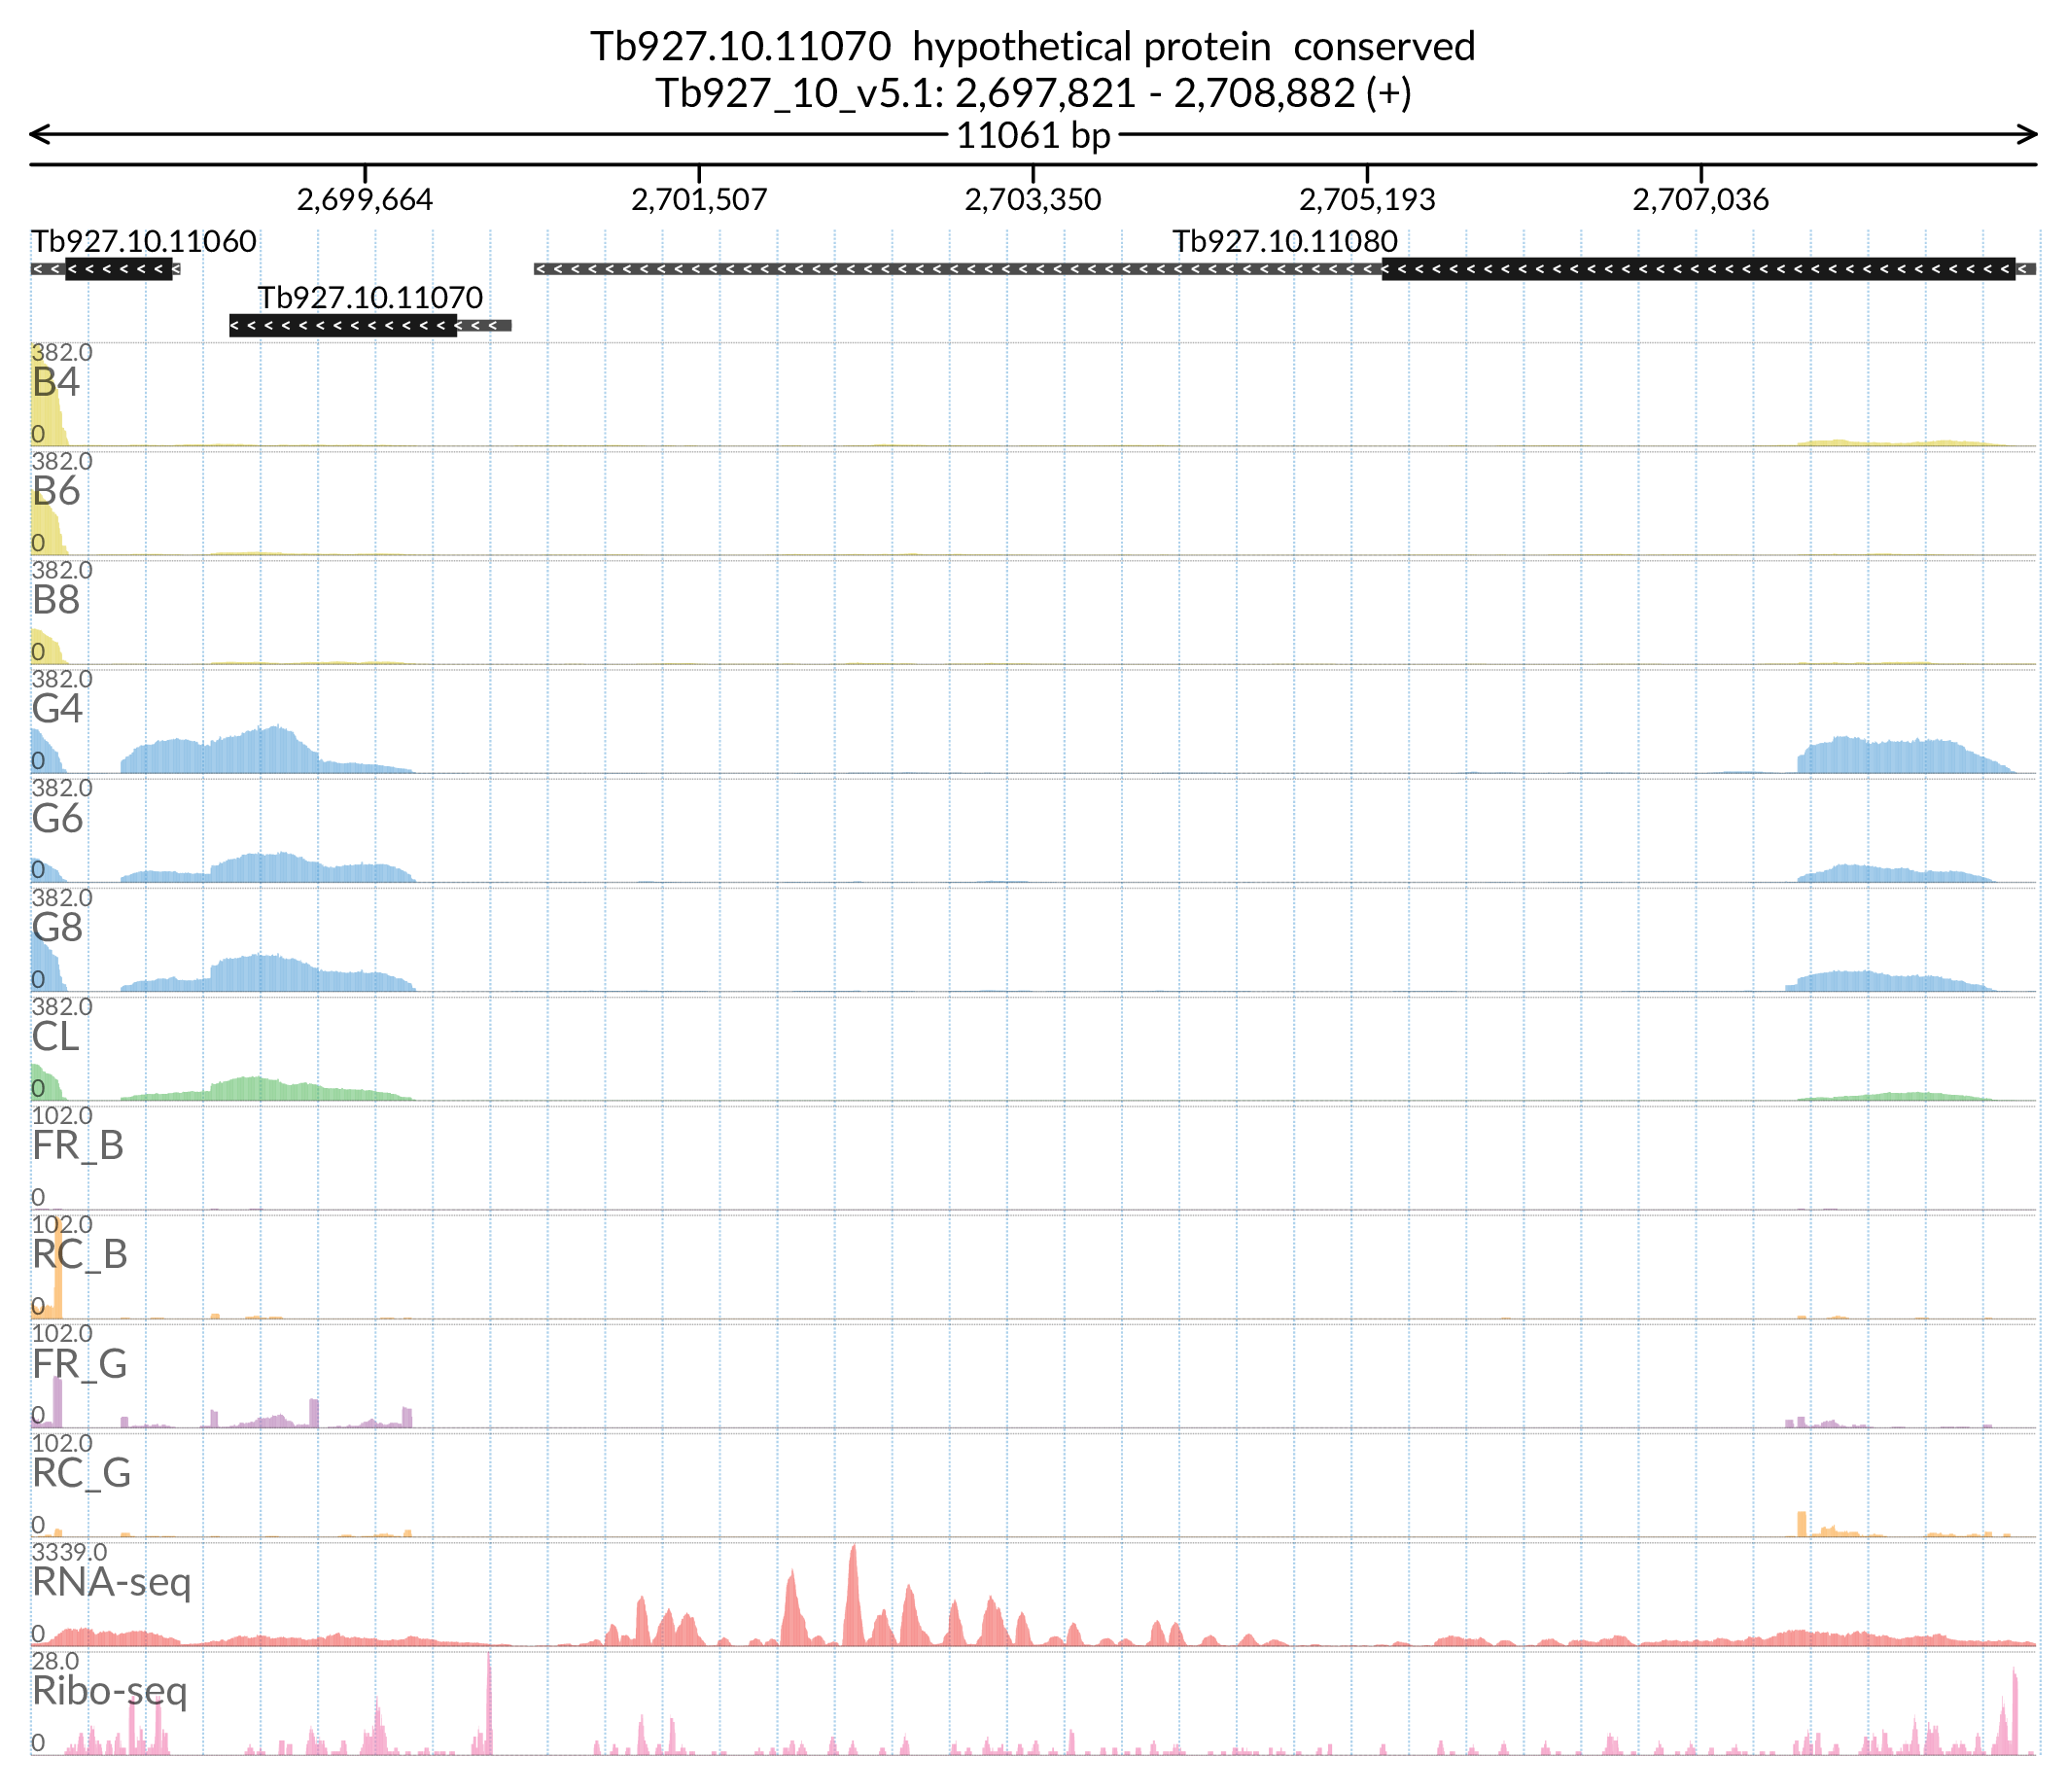 Tb927.10.11070  hypothetical protein  conserved
Tb927_10_v5.1: 2,697,821 - 2,708,882 (+)
11061 bp
2,699,664 2,701,507 2,703,350 2,705,193 2,707,036
Tb927.10.11060 Tb927.10.11080
Tb927.10.11070
382.0
B4
0
382.0
B6
0
382.0
B8
0
382.0
G4
0
382.0
G6
0
382.0
G8
0
382.0
CL
0
102.0
FR_B
0
102.0
RC_B
0
102.0
FR_G
0
102.0
RC_G
0
3339.0
RNA-seq
0
28.0
Ribo-seq
0